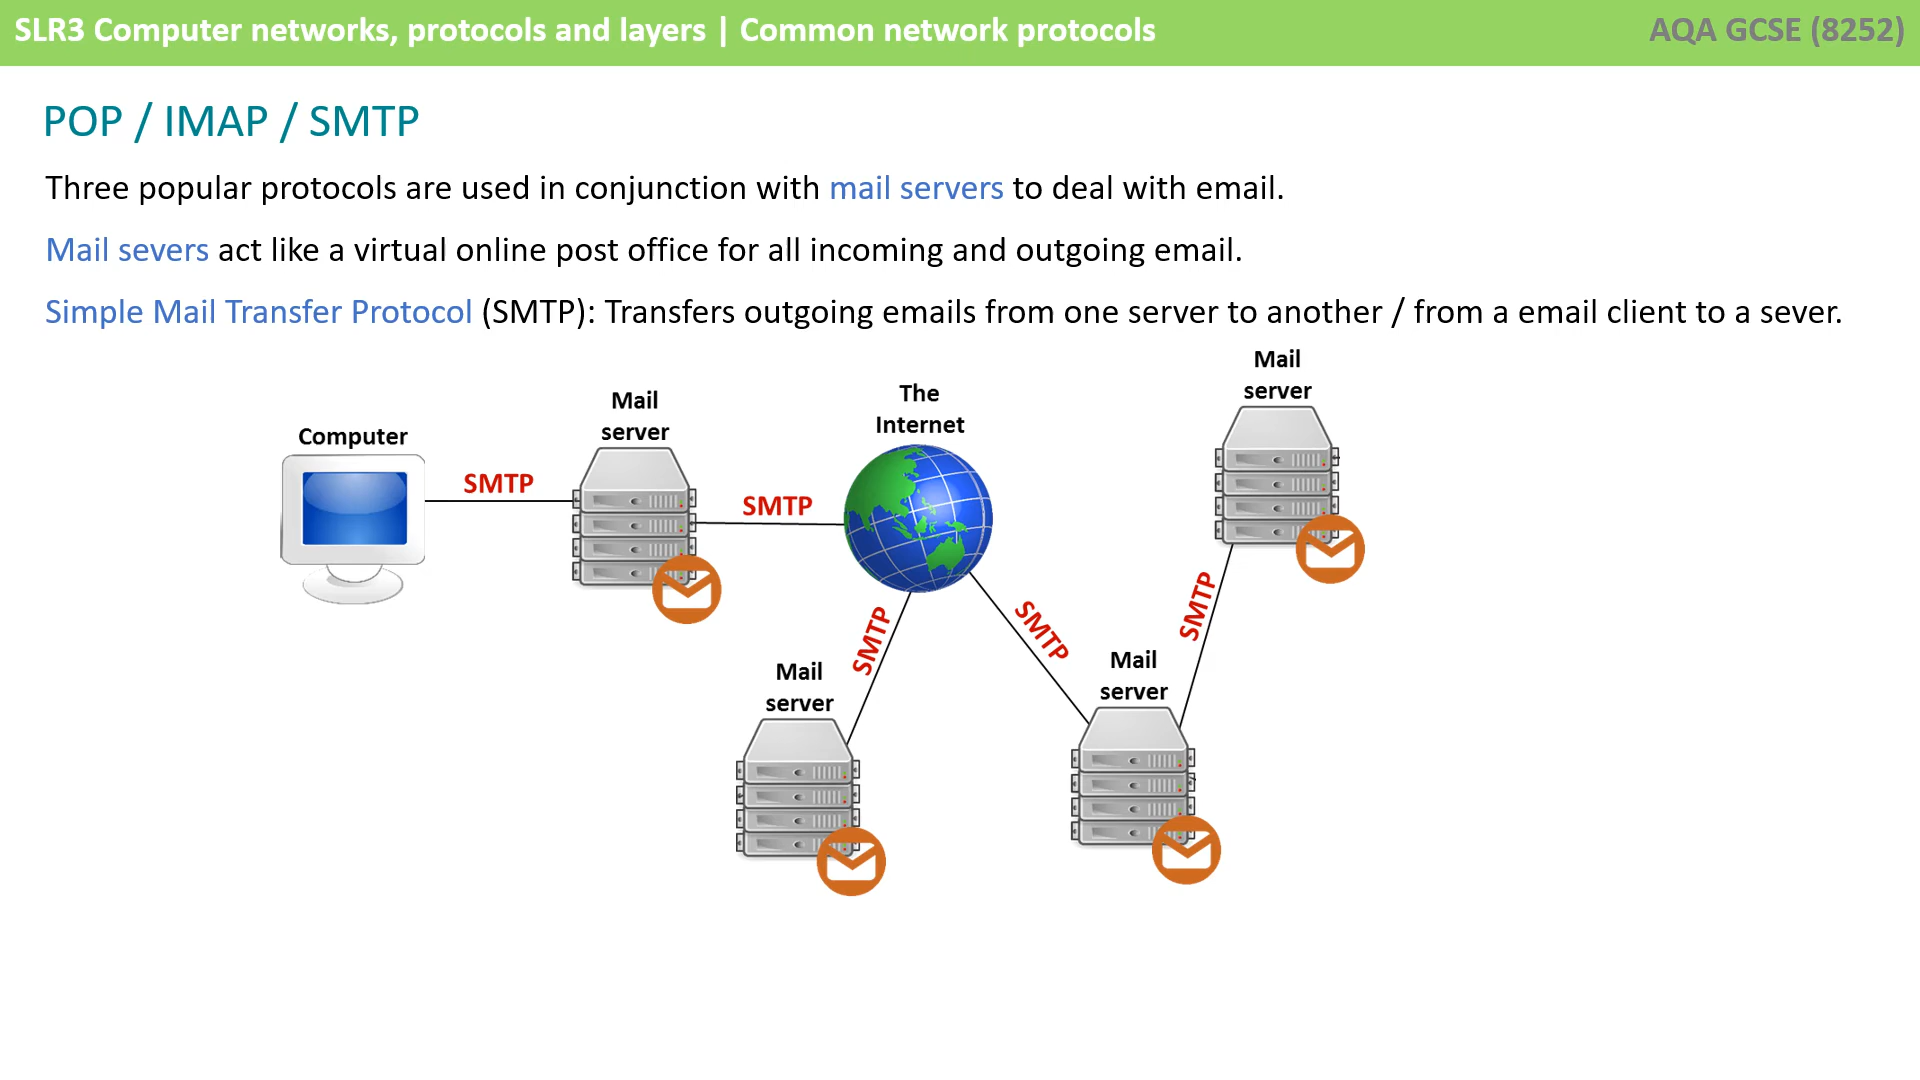 SLR3 Computer networks, protocols and layers | Common network protocols
AQA GCSE (8252)
POP / IMAP / SMTP
Three popular protocols are used in conjunction with mail servers to deal with email.
Mail severs act like a virtual online post office for all incoming and outgoing email.
Simple Mail Transfer Protocol (SMTP): Transfers outgoing emails from one server to another / from a email client to a sever.
Computer
SMTP
Mail
server
SMTP
The
Internet
SMTP
Mail
server
SMTP
Mail
server
SMTP
Mail
server